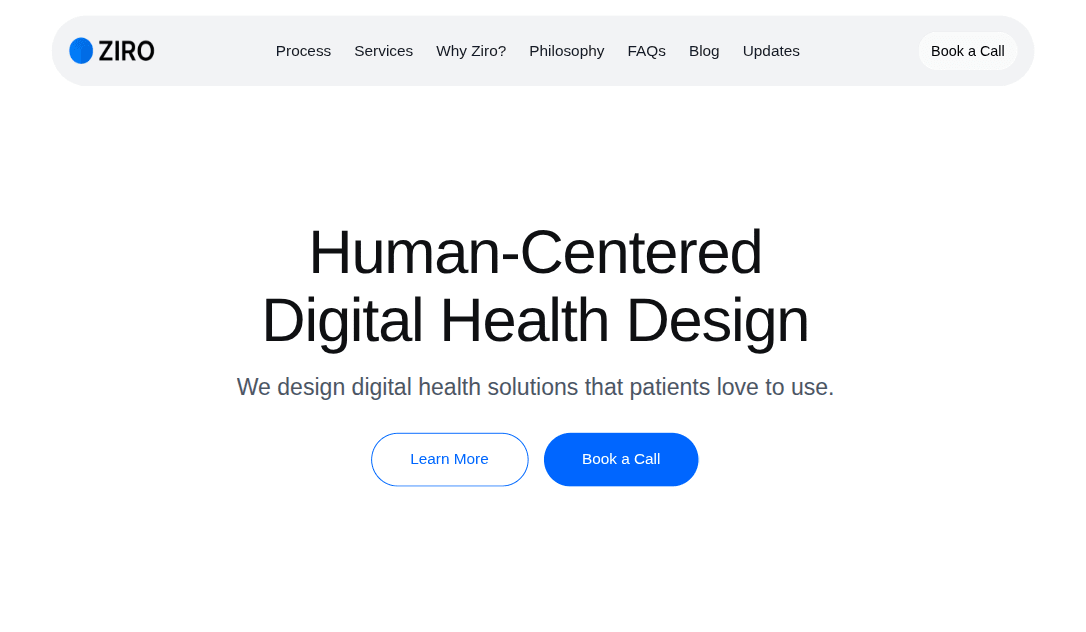 ZIRO
Process Services Why Ziro? Philosophy FAQs Blog Updates
Book a Call
Human-Centered
Digital Health Design
We design digital health solutions that patients love to use.
Learn More
Book a Call